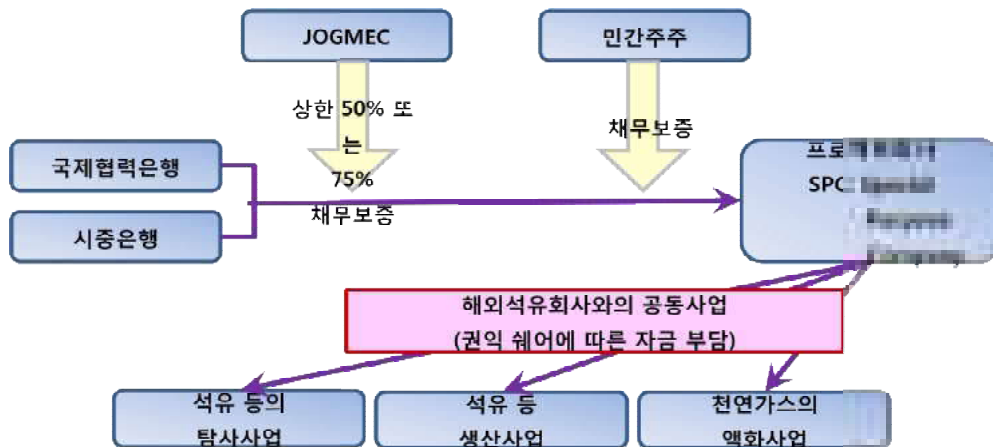 JOGMEC
민간주주
상한 50% 또
는
75%
채무보증
채무보증
국제협력은행
시중은행
SPC
해외석유회사와의 공동사업
(권익 쉐어에 따른 자금 부담)
석유 등의
탐사사업
석유 등
생산사업
천연가스의
액화사업